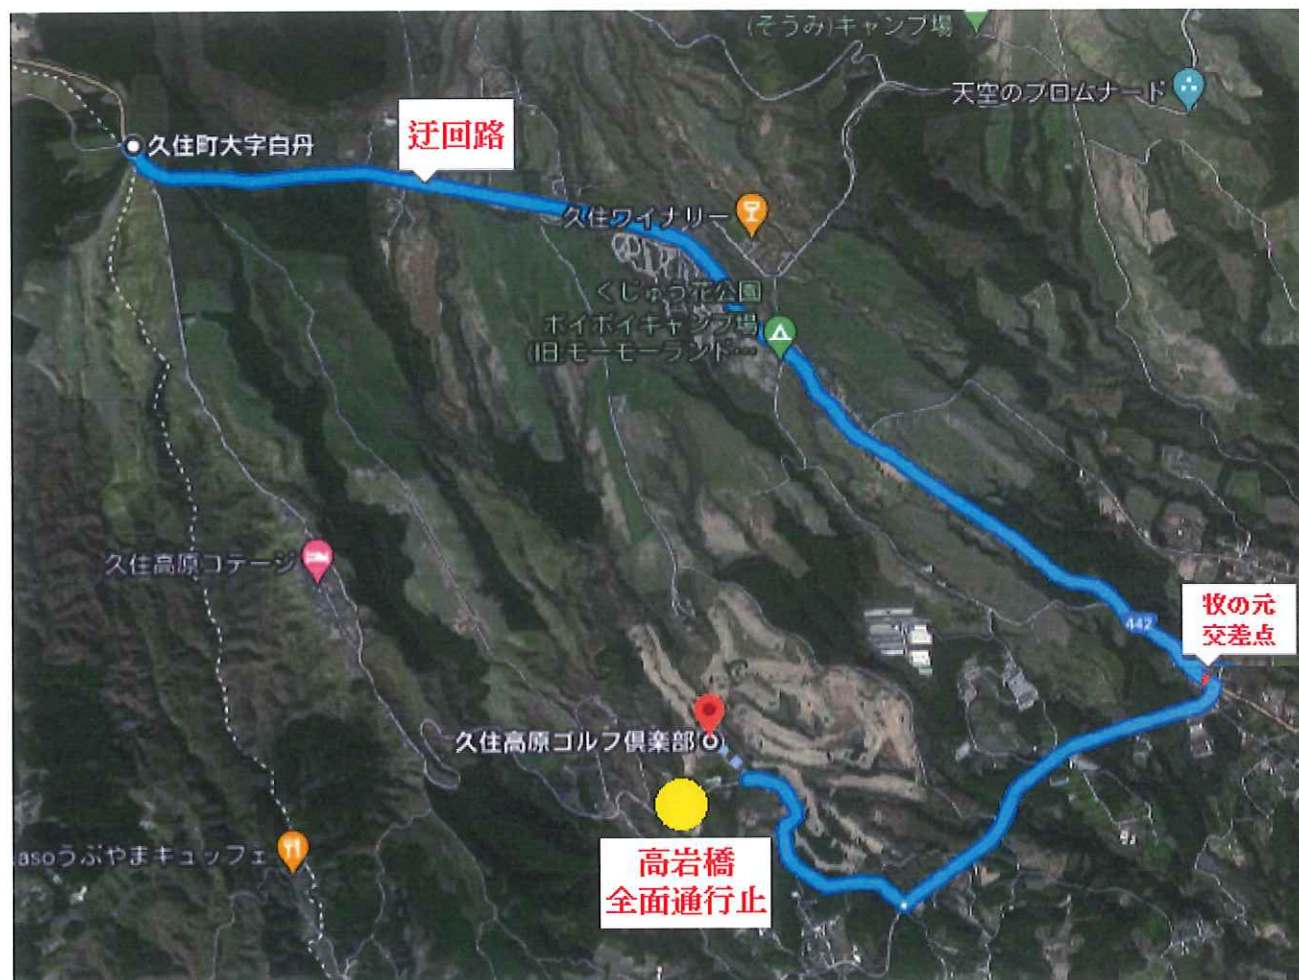 (そうみ)キャンプ場
天空のプロムナード
久住町大字白丹
迂回路
久住ワイナリー
くじゅう花公園
ボイボイキャンプ場
(旧モーモーランド…
久住高原コテージ
442
牧の元
交差点
久住高原ゴルフ倶楽部
asoうぶやまキュッフェ
高岩橋
全面通行止